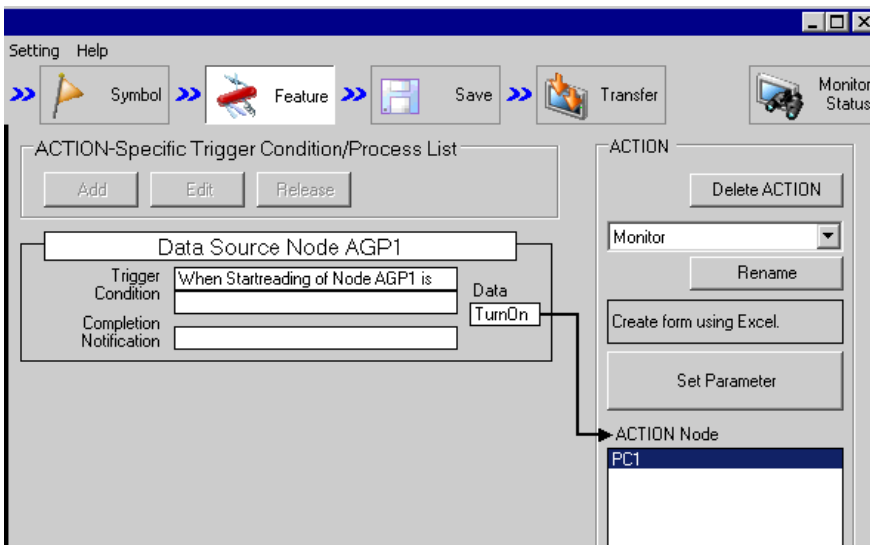 Setting Help
Symbol Feature Save Transfer Monitor
Status
ACTION-Specific Trigger Condition/Process List
Add Edit Release
Data Source Node AGP1
Trigger
Condition
When Startreading of Node AGP1 is
Completion
Notification
Data
TurnOn
ACTION
Delete ACTION
Monitor
Rename
Create form using Excel.
Set Parameter
ACTION Node
PC1